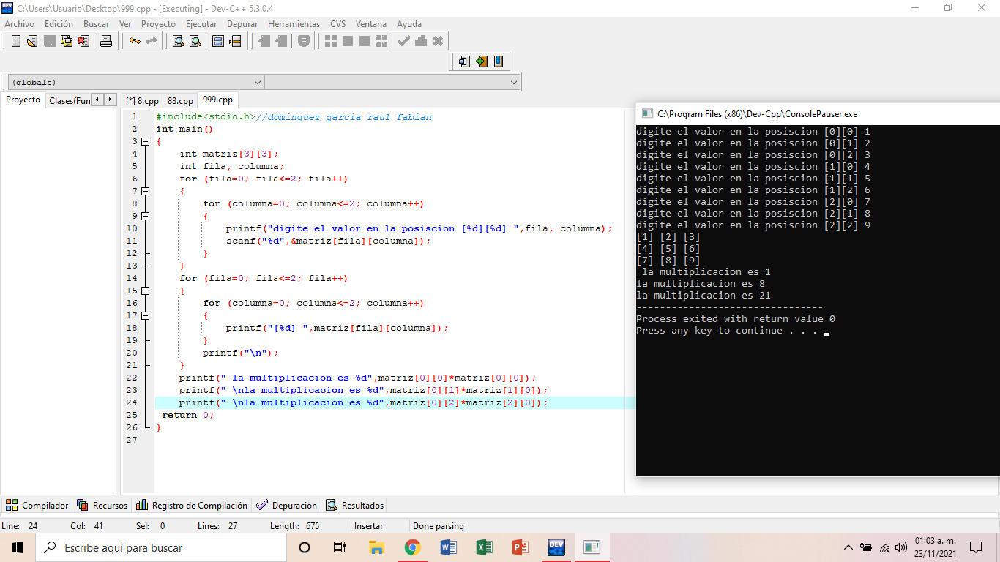 C:\Users\Usuario\Desktop\999.cpp - [Executing] - Dev-C++ 5.3.0.4
Archivo Edición Buscar Ver Proyecto Ejecutar Depurar Herramientas CVS Ventana Ayuda
(globals)
Proyecto Clases(Fun [*] 8.cpp 88.cpp 999.cpp
1 #include<stdio.h>//dominguez garcia raul fabian
2 int main()
3 {
4 int matriz[3][3];
5 int fila, columna;
6 for (fila=0; fila<=2; fila++)
7 {
8 for (columna=0; columna<=2; columna++)
9 {
10 printf("digite el valor en la posiscion [%d][%d] ",fila, columna);
11 scanf("%d",&matriz[fila][columna]);
12 }
13 }
14 for (fila=0; fila<=2; fila++)
15 {
16 for (columna=0; columna<=2; columna++)
17 {
18 printf("[%d] ",matriz[fila][columna]);
19 }
20 printf("\n");
21 }
22 printf(" la multiplicacion es %d",matriz[0][0]*matriz[0][0]);
23 printf(" \nla multiplicacion es %d",matriz[0][1]*matriz[1][0]);
24 printf(" \nla multiplicacion es %d",matriz[0][2]*matriz[2][0]);
25 return 0;
26 }
27
C:\Program Files (x86)\Dev-Cpp\ConsolePauser.exe
digite el valor en la posiscion [0][0] 1
digite el valor en la posiscion [0][1] 2
digite el valor en la posiscion [0][2] 3
digite el valor en la posiscion [1][0] 4
digite el valor en la posiscion [1][1] 5
digite el valor en la posiscion [1][2] 6
digite el valor en la posiscion [2][0] 7
digite el valor en la posiscion [2][1] 8
digite el valor en la posiscion [2][2] 9
[1] [2] [3]
[4] [5] [6]
[7] [8] [9]
la multiplicacion es 1
la multiplicacion es 8
la multiplicacion es 21
--------------------------------
Process exited with return value 0
Press any key to continue . . .
Compilador Recursos Registro de Compilación Depuración Resultados
Line: 24 Col: 41 Sel: 0 Lines: 27 Length: 675 Insertar Done parsing
Escribe aquí para buscar
01:03 a. m.
23/11/2021